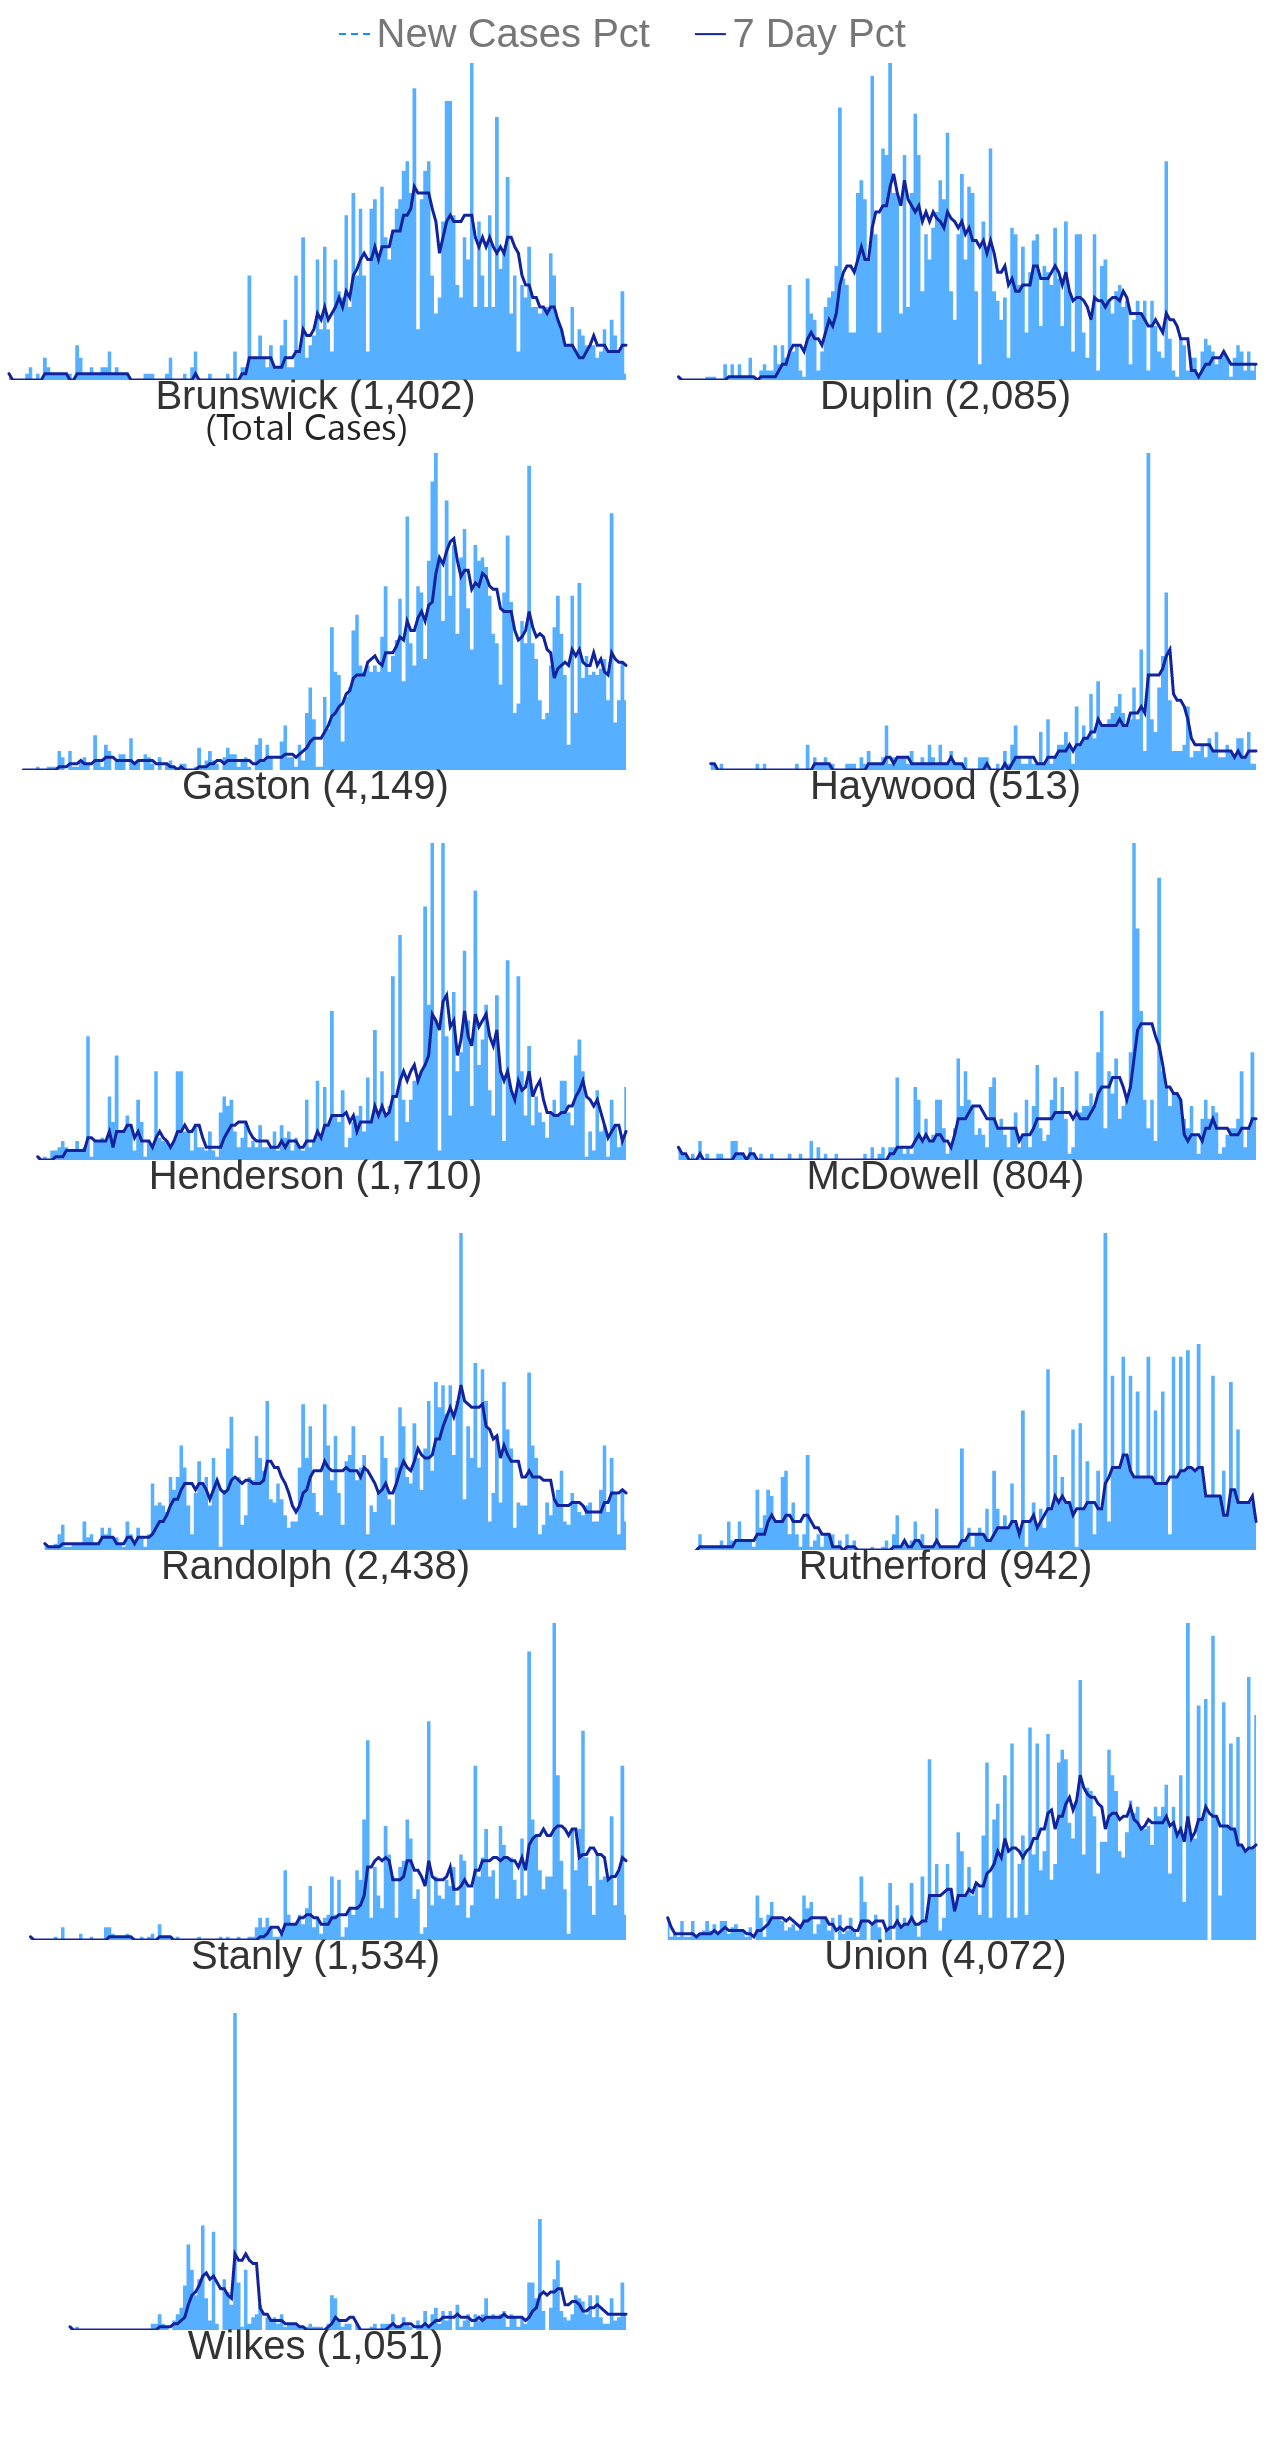 New Cases Pct 7 Day Pct
Brunswick (1,402) Duplin (2,085)
(Total Cases)
Gaston (4,149) Haywood (513)
Henderson (1,710) McDowell (804)
Randolph (2,438) Rutherford (942)
Stanly (1,534) Union (4,072)
Wilkes (1,051)